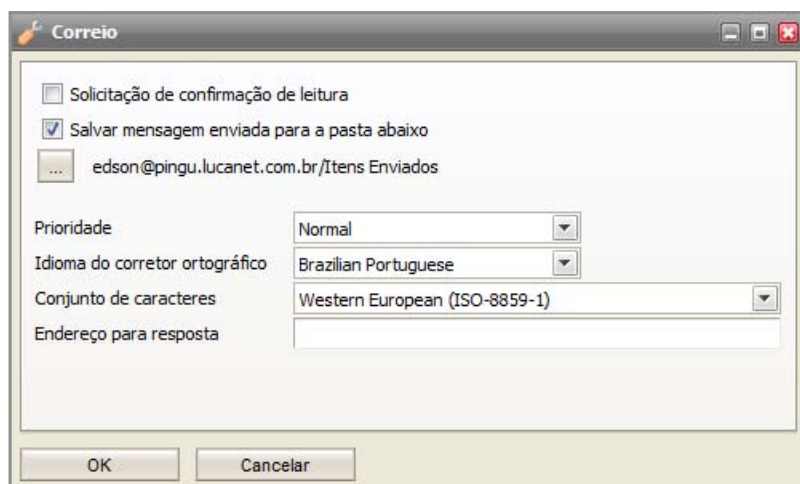 Correio
Solicitação de confirmação de leitura
Salvar mensagem enviada para a pasta abaixo
... edson@pingu.lucanet.com.br/Itens Enviados
Prioridade Normal
Idioma do corretor ortográfico Brazilian Portuguese
Conjunto de caracteres Western European (ISO-8859-1)
Endereço para resposta
OK Cancelar